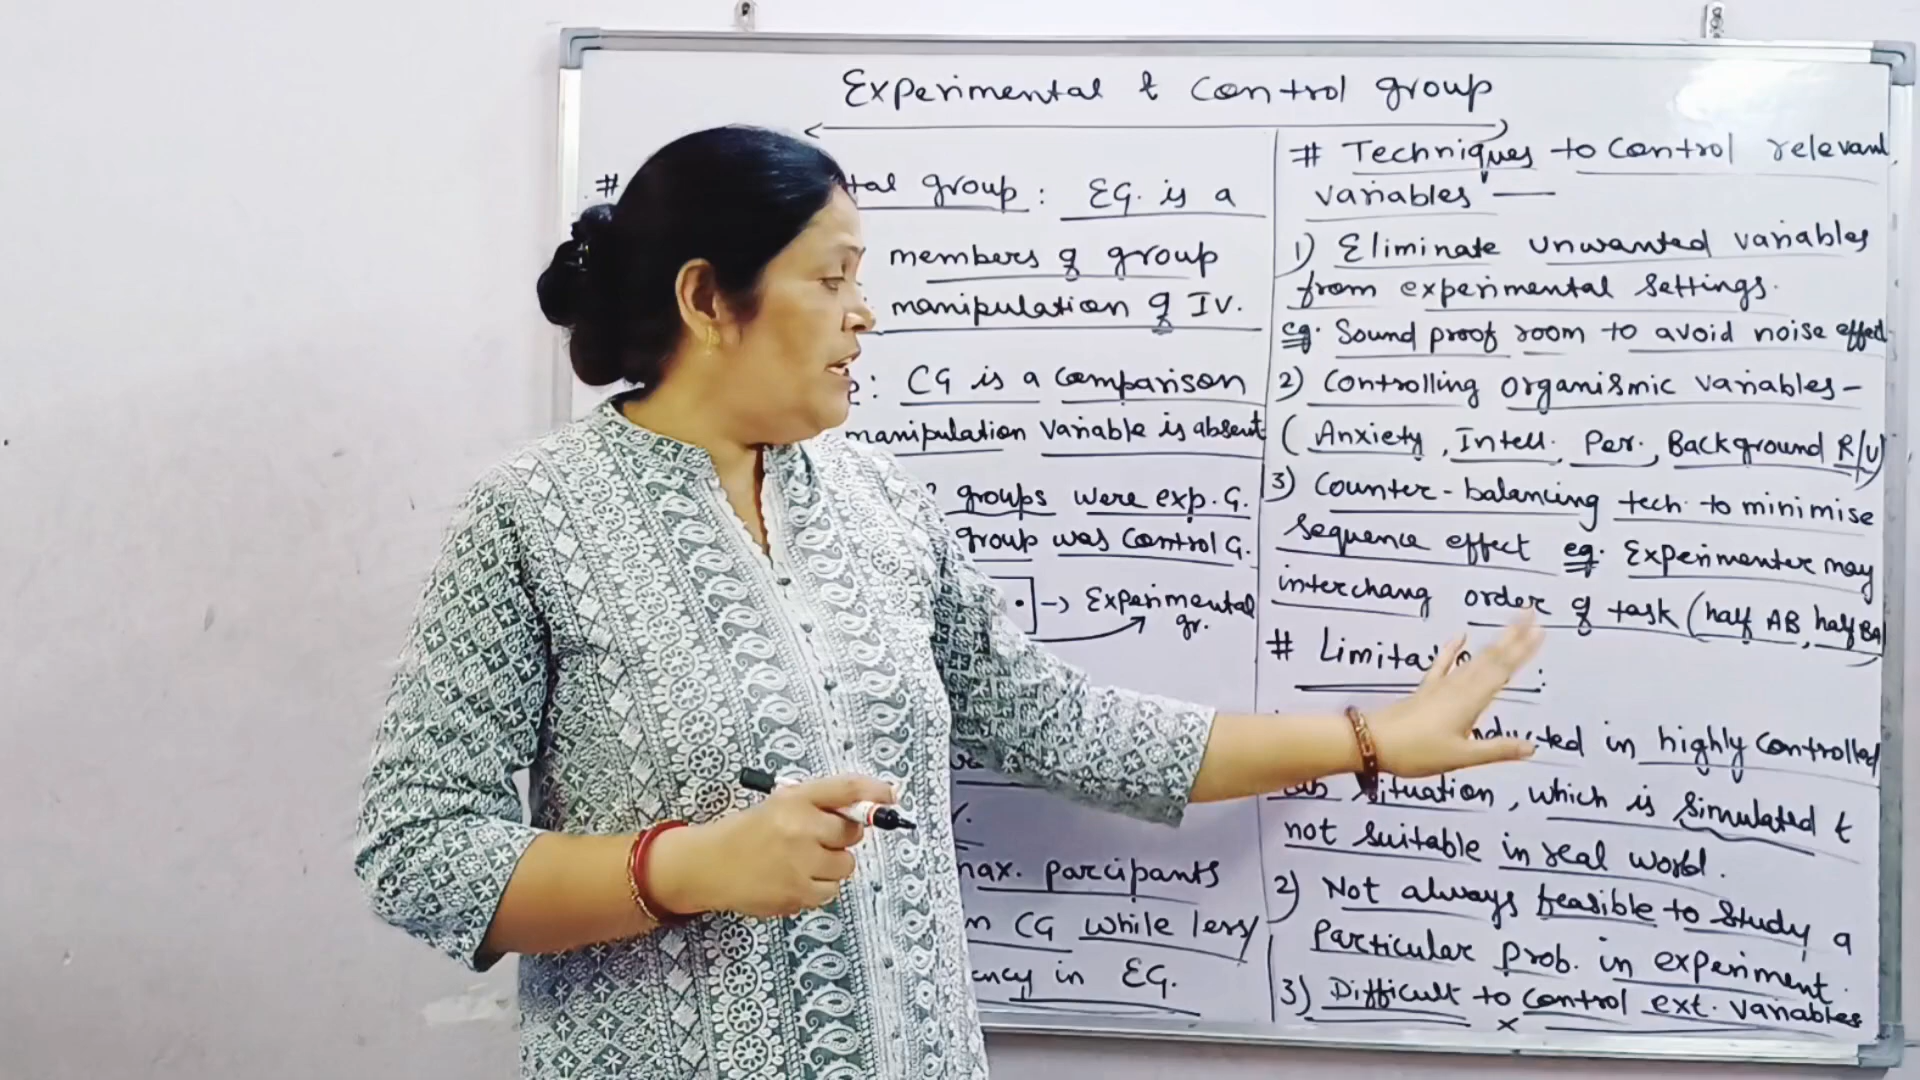 Experimental & Control group
#
tal group : EG. is a
members of group
manipulation of IV.
: CG is a comparison
manipulation variable is absent
groups were exp. G.
group was Control G.
-> Experimental
gr.
max. parcipants
in CG while less/
ency in EG.
# Techniques to control relevant
variables —
1) Eliminate unwanted variables
from experimental settings.
eg. Sound proof room to avoid noise effect
2) Controlling organismic variables-
(Anxiety, Intell. Per., Background R/U)
3) Counter-balancing tech. to minimise
sequence effect eg. Experimenter may
interchang order of task (half AB, half BA)
# Limita :
nducted in highly controlled
situation, which is simulated &
not suitable in real world.
2) Not always feasible to study a
particular prob. in experiment.
3) Difficult to control ext. variables
x